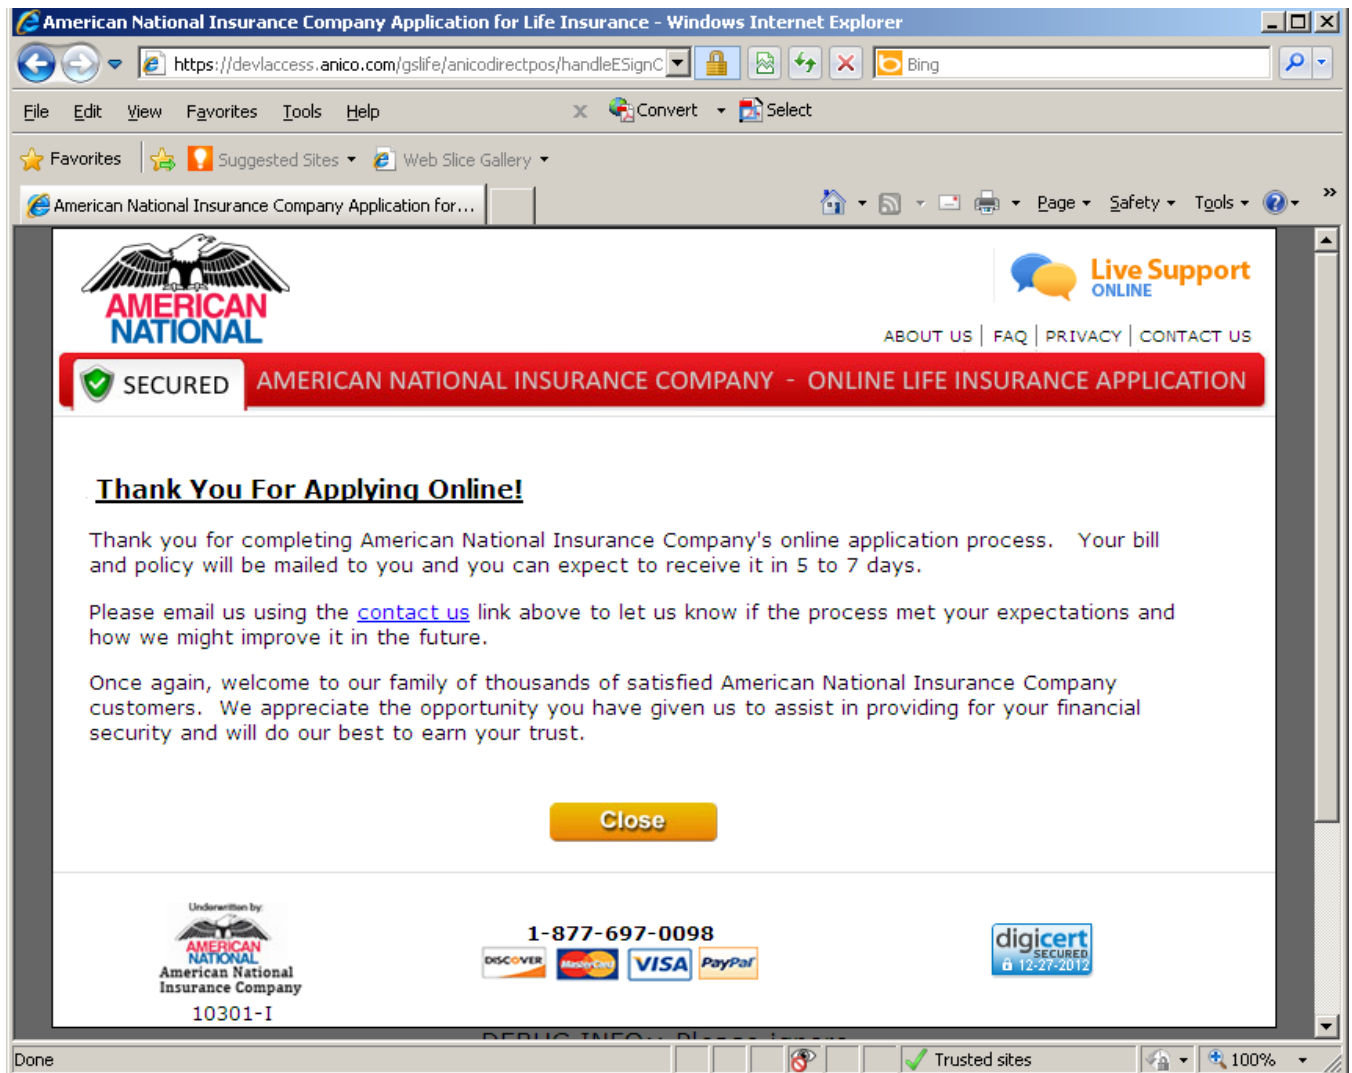 American National Insurance Company Application for Life Insurance - Windows Internet Explorer
https://devlaccess.anico.com/gslife/anicodirectpos/handleESignC
Bing
File Edit View Favorites Tools Help
x Convert Select
Favorites Suggested Sites Web Slice Gallery
American National Insurance Company Application for...
Page Safety Tools »
AMERICAN
NATIONAL
Live Support
ONLINE
ABOUT US | FAQ | PRIVACY | CONTACT US
SECURED
AMERICAN NATIONAL INSURANCE COMPANY - ONLINE LIFE INSURANCE APPLICATION
Thank You For Applying Online!
Thank you for completing American National Insurance Company's online application process. Your bill
and policy will be mailed to you and you can expect to receive it in 5 to 7 days.
Please email us using the contact us link above to let us know if the process met your expectations and
how we might improve it in the future.
Once again, welcome to our family of thousands of satisfied American National Insurance Company
customers. We appreciate the opportunity you have given us to assist in providing for your financial
security and will do our best to earn your trust.
Close
Underwritten by:
AMERICAN
NATIONAL
American National
Insurance Company
10301-I
1-877-697-0098
DISCOVER MasterCard VISA PayPal
digicert
SECURED
12-27-2012
DEBUG INFO: Please ignore
Done
Trusted sites
100%